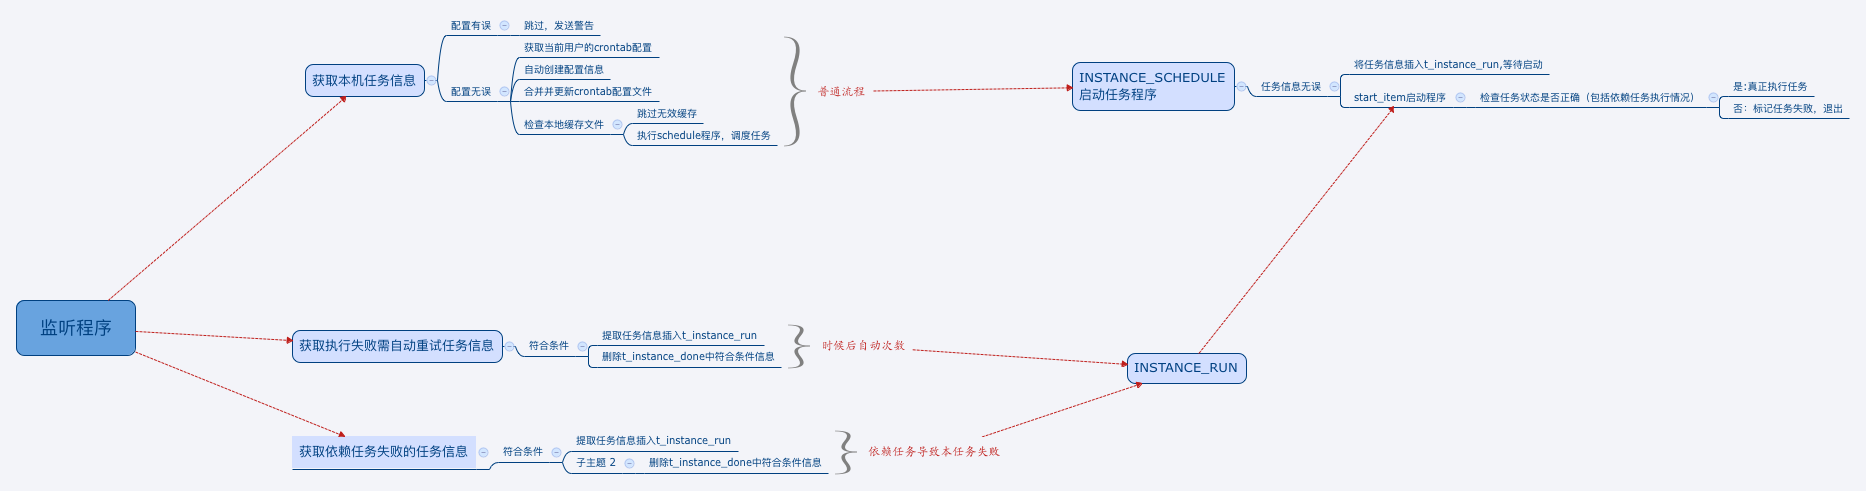 监听程序
获取本机任务信息
配置有误
跳过，发送警告
配置无误
获取当前用户的crontab配置
自动创建配置信息
合并并更新crontab配置文件
检查本地缓存文件
跳过无效缓存
执行schedule程序，调度任务
普通流程
INSTANCE_SCHEDULE
启动任务程序
任务信息无误
将任务信息插入t_instance_run,等待启动
start_item启动程序
检查任务状态是否正确（包括依赖任务执行情况）
是:真正执行任务
否：标记任务失败，退出
获取执行失败需自动重试任务信息
符合条件
提取任务信息插入t_instance_run
删除t_instance_done中符合条件信息
时候后自动次数
INSTANCE_RUN
获取依赖任务失败的任务信息
符合条件
提取任务信息插入t_instance_run
子主题 2
删除t_instance_done中符合条件信息
依赖任务导致本任务失败